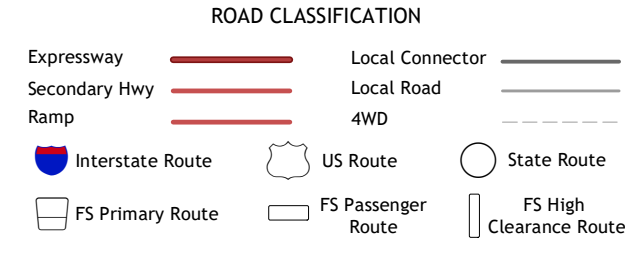 ROAD CLASSIFICATION
Expressway
Local Connector
Secondary Hwy
Local Road
Ramp
4WD
Interstate Route
US Route
State Route
FS Primary Route
FS Passenger
Route
FS High
Clearance Route